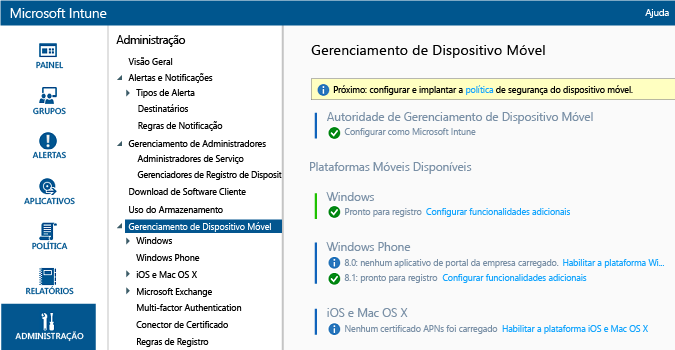 Microsoft Intune
Ajuda
PAINEL
GRUPOS
ALERTAS
APLICATIVOS
POLÍTICA
RELATÓRIOS
ADMINISTRAÇÃO
Administração
Visão Geral
Alertas e Notificações
Tipos de Alerta
Destinatários
Regras de Notificação
Gerenciamento de Administradores
Administradores de Serviço
Gerenciadores de Registro de Disposit
Download de Software Cliente
Uso do Armazenamento
Gerenciamento de Dispositivo Móvel
Windows
Windows Phone
iOS e Mac OS X
Microsoft Exchange
Multi-factor Authentication
Conector de Certificado
Regras de Registro
Gerenciamento de Dispositivo Móvel
Próximo: configurar e implantar a política de segurança do dispositivo móvel.
Autoridade de Gerenciamento de Dispositivo Móvel
Configurar como Microsoft Intune
Plataformas Móveis Disponíveis
Windows
Pronto para registro Configurar funcionalidades adicionais
Windows Phone
8.0: nenhum aplicativo de portal da empresa carregado. Habilitar a plataforma Wi...
8.1: pronto para registro Configurar funcionalidades adicionais
iOS e Mac OS X
Nenhum certificado APNs foi carregado Habilitar a plataforma iOS e Mac OS X